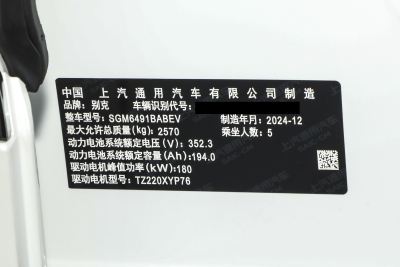 中国 上汽通用汽车有限公司制造
品牌：别克 车辆识别代号：
整车型号：SGM6491BABEV 制造年月：2024-12
最大允许总质量(kg)：2570 乘坐人数：5
动力电池系统额定电压(V)：352.3
动力电池系统额定容量(Ah)：194.0
驱动电机峰值功率(kW)：180
驱动电机型号：TZ220XYP76